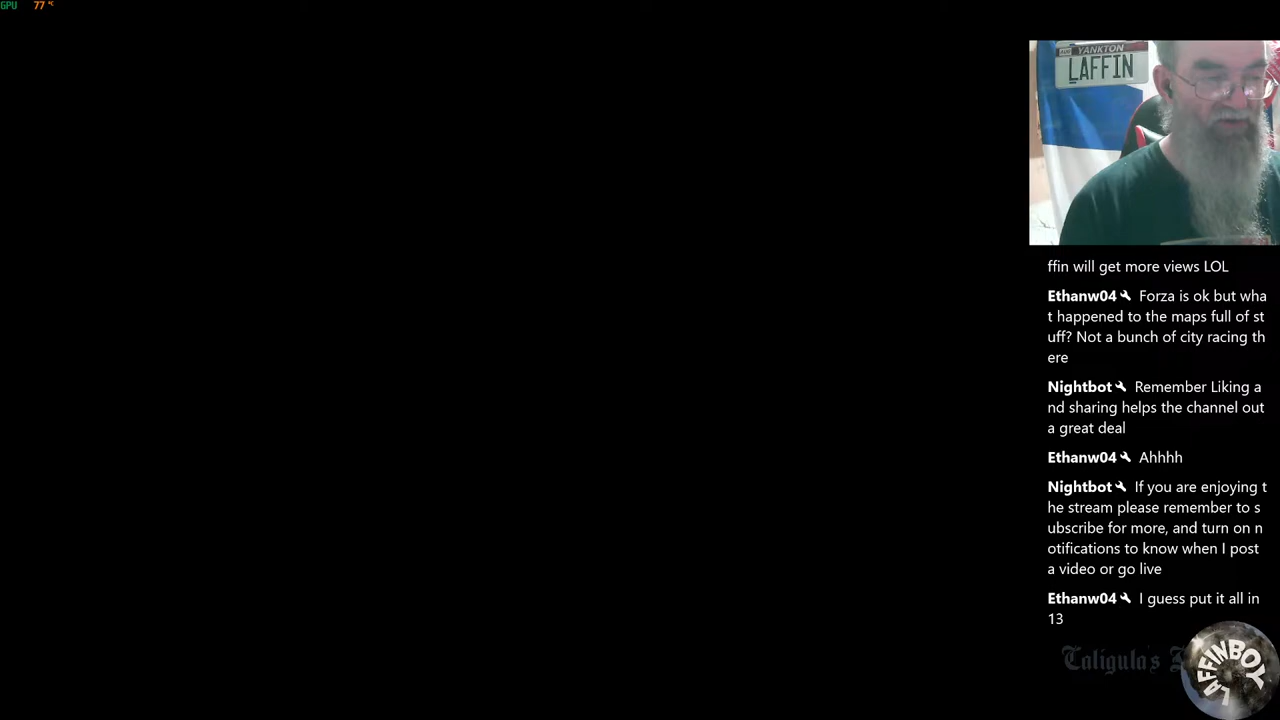 GPU 77 °C
YANKTON
LAFFIN
ffin will get more views LOL
Ethanw04 Forza is ok but wha
t happened to the maps full of st
uff? Not a bunch of city racing th
ere
Nightbot Remember Liking a
nd sharing helps the channel out
a great deal
Ethanw04 Ahhhh
Nightbot If you are enjoying t
he stream please remember to s
ubscribe for more, and turn on n
otifications to know when I post
a video or go live
Ethanw04 I guess put it all in
13
Caligula's
LAFFINBOY